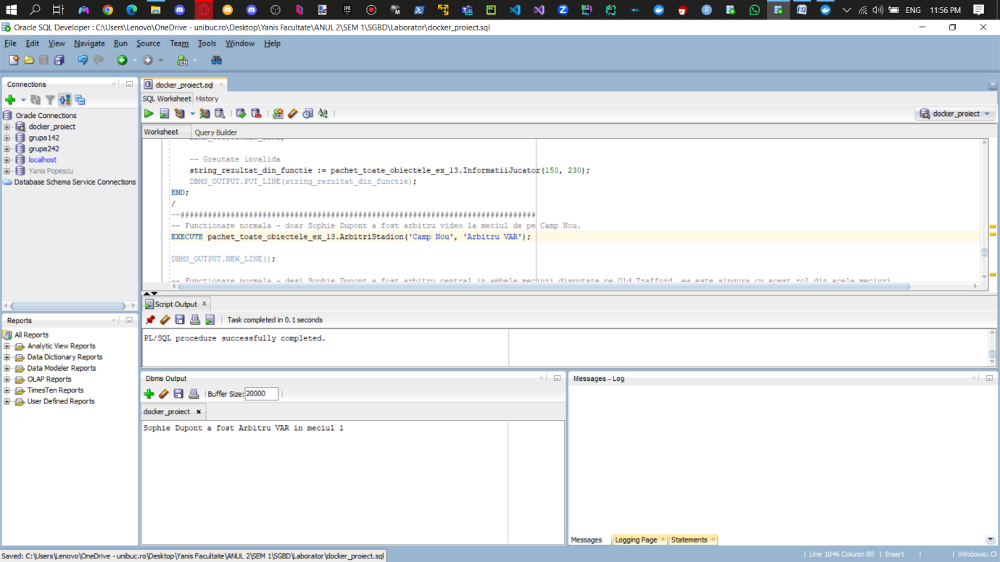 ENG 11:56 PM
Oracle SQL Developer : C:\Users\Lenovo\OneDrive - unibuc.ro\Desktop\Yanis Facultate\ANUL 2\SEM 1\SGBD\Laborator\docker_proiect.sql
File Edit View Navigate Run Source Team Tools Window Help
Connections
Oracle Connections
docker_proiect
grupa142
grupa242
localhost
Yanis Popescu
Database Schema Service Connections
Reports
All Reports
Analytic View Reports
Data Dictionary Reports
Data Modeler Reports
OLAP Reports
TimesTen Reports
User Defined Reports
docker_proiect.sql
SQL Worksheet History
docker_proiect
Worksheet Query Builder
-- Greutate invalida
string_rezultat_din_functie := pachet_toate_obiectele_ex_13.InformatiiJucator(150, 230);
DBMS_OUTPUT.PUT_LINE(string_rezultat_din_functie);
END;
/
--##############################################################################
-- Functionare normala - doar Sophie Dupont a fost arbitru video la meciul de pe Camp Nou.
EXECUTE pachet_toate_obiectele_ex_13.ArbitriStadion('Camp Nou', 'Arbitru VAR');
DBMS_OUTPUT.NEW_LINE();
-- Functionare normala - desi Sophie Dupont a fost arbitru central in ambele meciuri disputate pe Old Trafford, ea este singura cu acest rol din acele meciuri
Script Output
Task completed in 0.1 seconds
PL/SQL procedure successfully completed.
Dbms Output
Buffer Size: 20000
docker_proiect
Sophie Dupont a fost Arbitru VAR in meciul 1
Messages - Log
Messages Logging Page Statements
Saved: C:\Users\Lenovo\OneDrive - unibuc.ro\Desktop\Yanis Facultate\ANUL 2\SEM 1\SGBD\Laborator\docker_proiect.sql
Line 1046 Column 80 Insert Windows: Cl